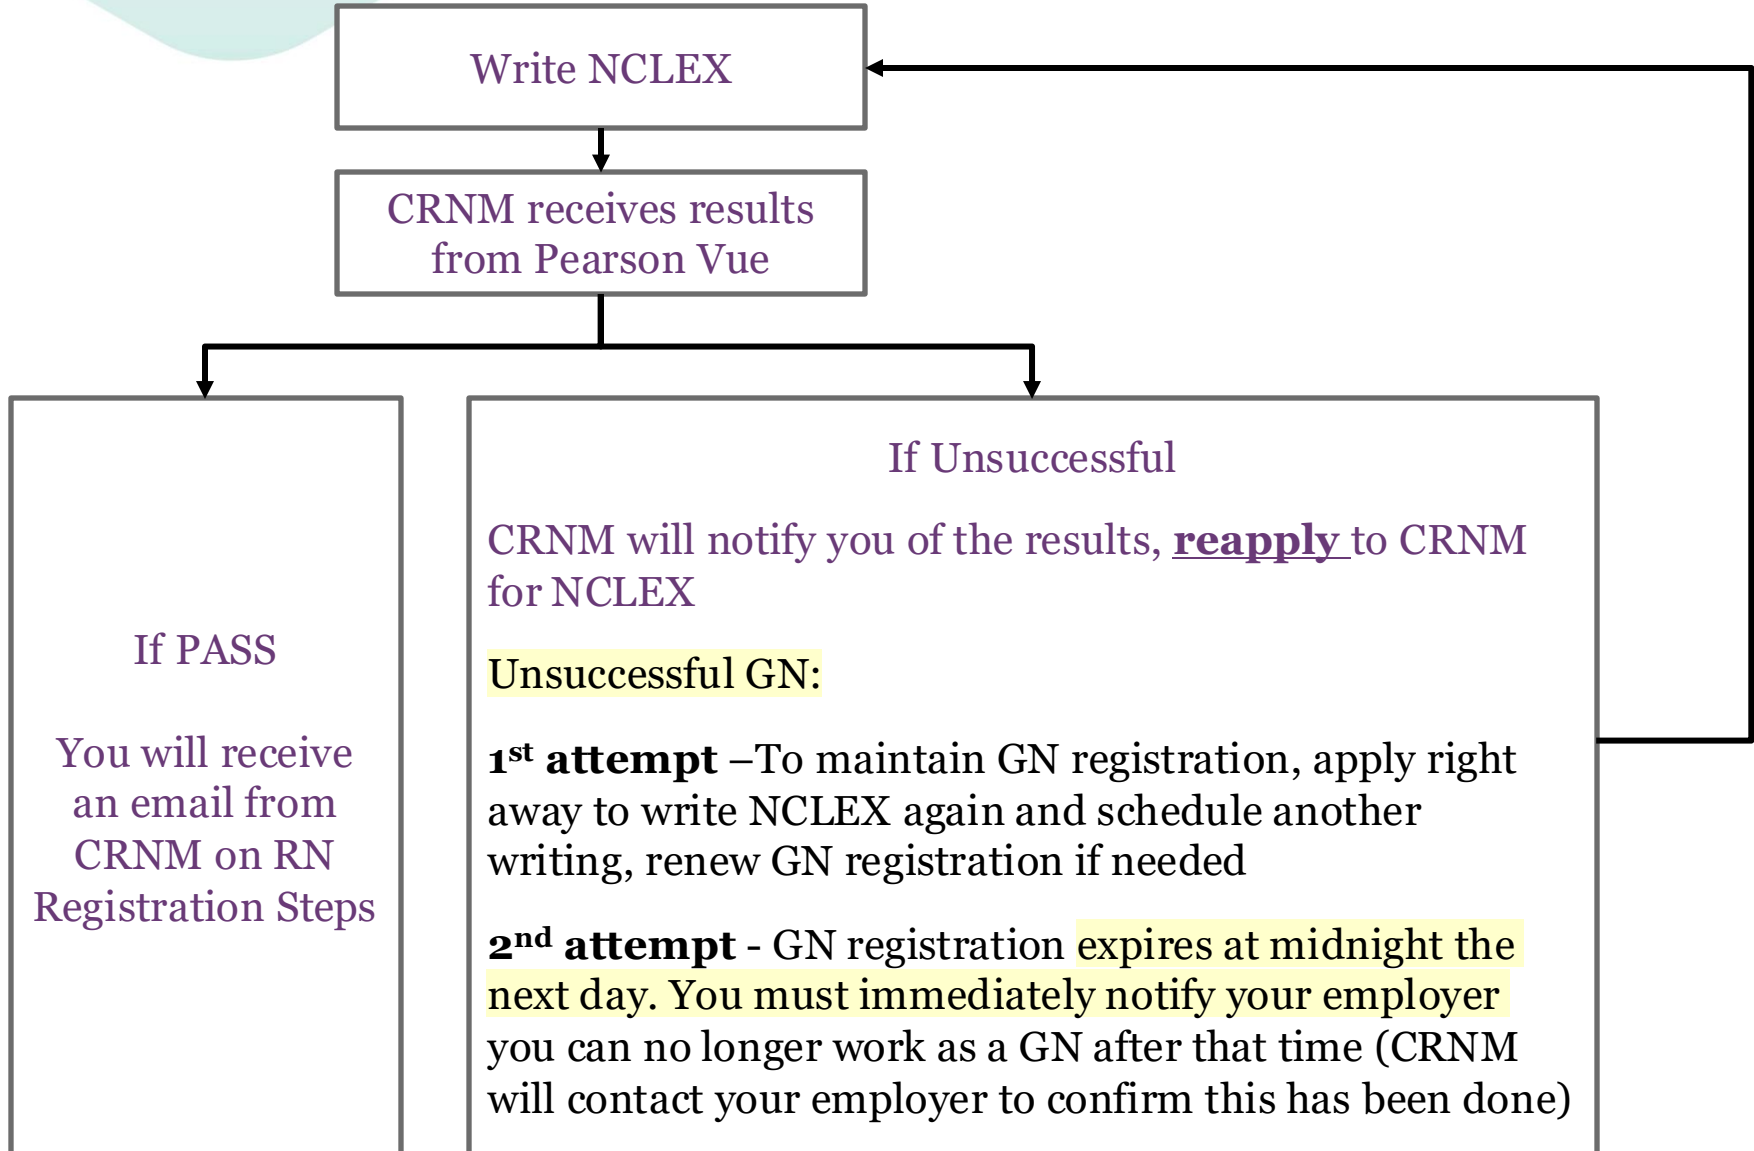 Write NCLEX
CRNM receives results
from Pearson Vue
If PASS
You will receive
an email from
CRNM on RN
Registration Steps
If Unsuccessful
CRNM will notify you of the results, reapply to CRNM
for NCLEX
Unsuccessful GN:
1st attempt –To maintain GN registration, apply right
away to write NCLEX again and schedule another
writing, renew GN registration if needed
2nd attempt - GN registration expires at midnight the
next day. You must immediately notify your employer
you can no longer work as a GN after that time (CRNM
will contact your employer to confirm this has been done)